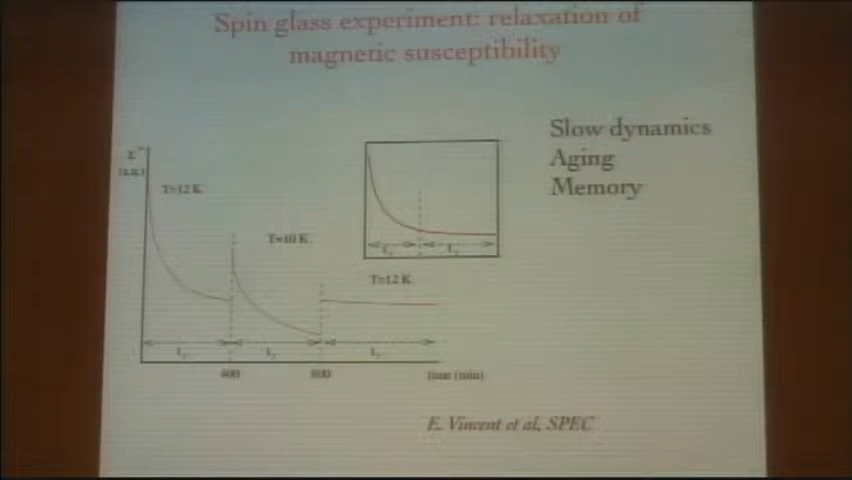 Spin glass experiment: relaxation of
magnetic susceptibility
Slow dynamics
Aging
Memory
(a.u.)
T=12 K
T=10 K
T=12 K
400
800
time (min)
E. Vincent et al, SPEC